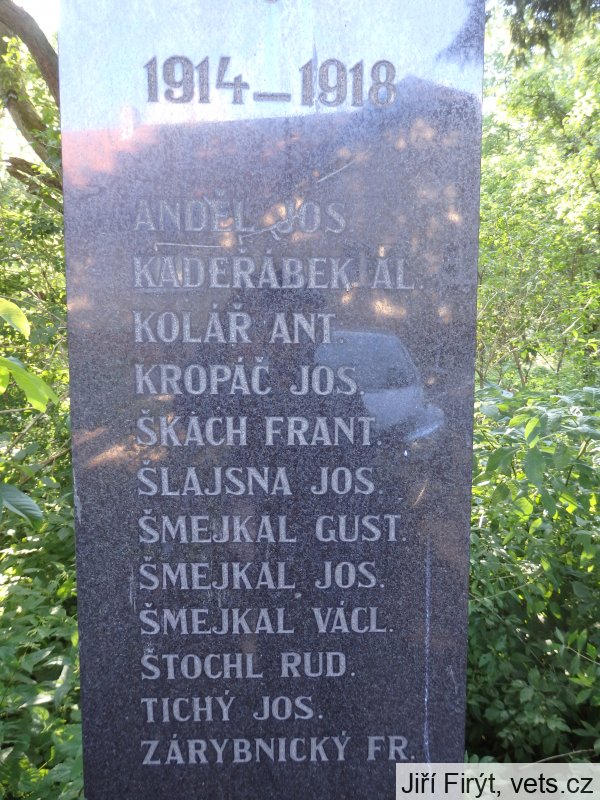 1914–1918
ANDĚL JOS.
KADEŘÁBEK AL.
KOLÁŘ ANT.
KROPÁČ JOS.
ŠKÁCH FRANT.
ŠLAJSNA JOS.
ŠMEJKAL GUST.
ŠMEJKAL JOS.
ŠMEJKAL VÁCL.
ŠTOCHL RUD.
TICHÝ JOS.
ZÁRYBNICKÝ FR.
Jiří Firýt, vets.cz